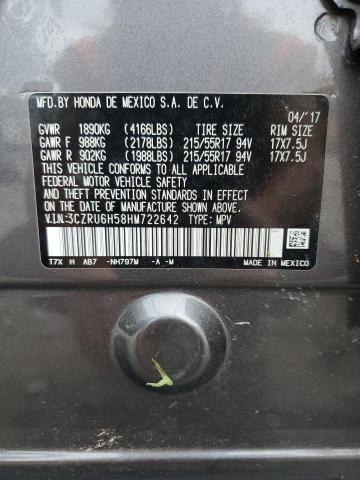 MFD.BY HONDA DE MEXICO S.A. DE C.V.
04/17
GVWR 1890KG (4166LBS) TIRE SIZE RIM SIZE
GAWR F 988KG (2178LBS) 215/55R17 94V 17X7.5J
GAWR R 902KG (1988LBS) 215/55R17 94V 17X7.5J
THIS VEHICLE CONFORMS TO ALL APPLICABLE
FEDERAL MOTOR VEHICLE SAFETY AND THEFT
PREVENTION STANDARDS IN EFFECT ON THE
DATE OF MANUFACTURE SHOWN ABOVE.
V.I.N:3CZRU6H58HM722642 TYPE: MPV
T7X H AB7 -NH797M -A -M MADE IN MEXICO